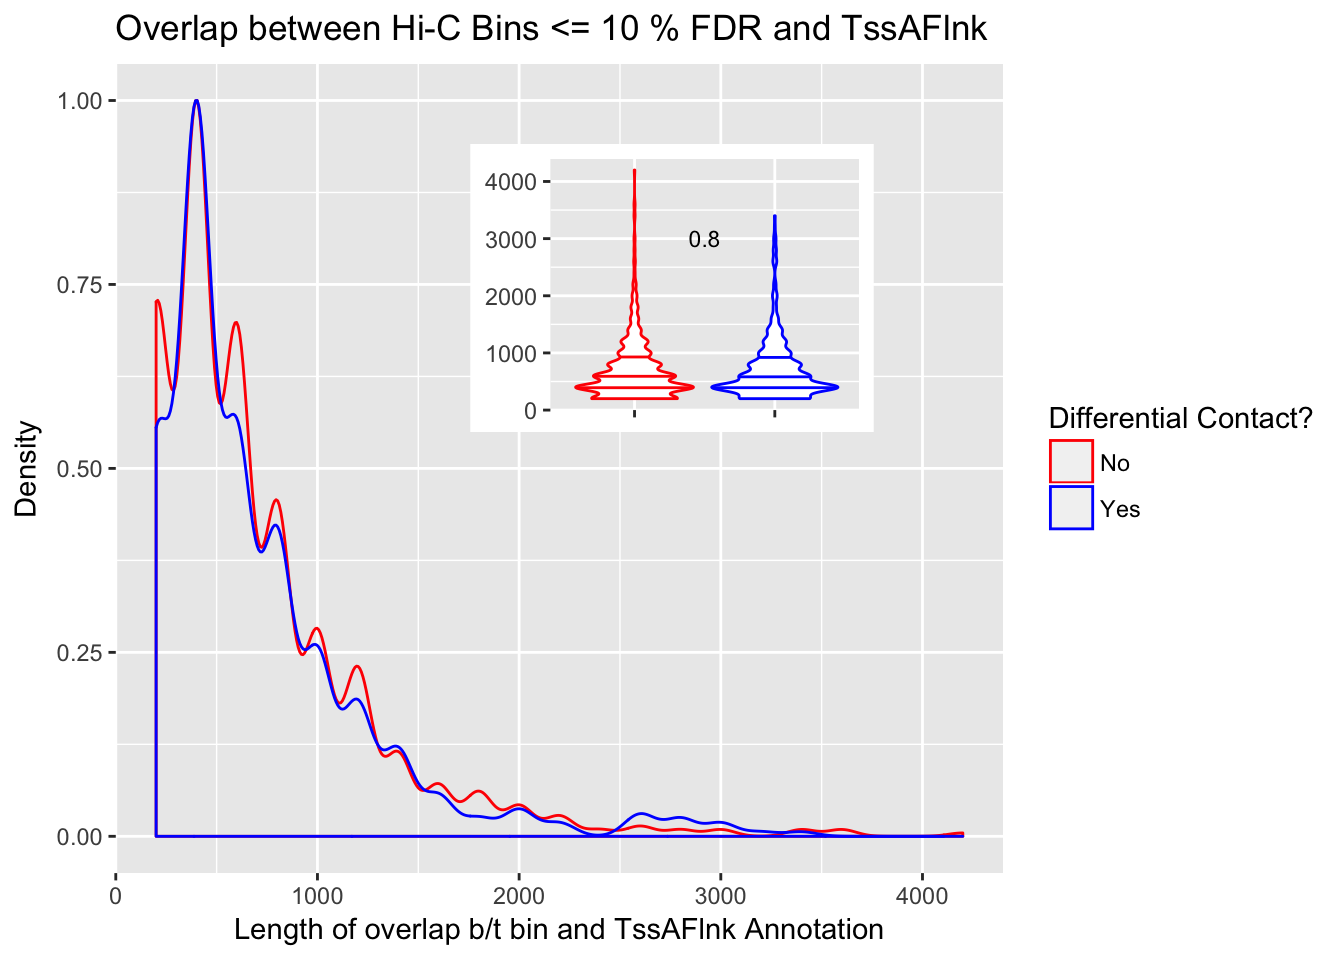 Overlap between Hi-C Bins <= 10 % FDR and TssAFlnk
1.00
0.75
0.50
0.25
0.00
Density
4000
3000
2000
1000
0
0.8
Differential Contact?
No
Yes
0 1000 2000 3000 4000
Length of overlap b/t bin and TssAFlnk Annotation